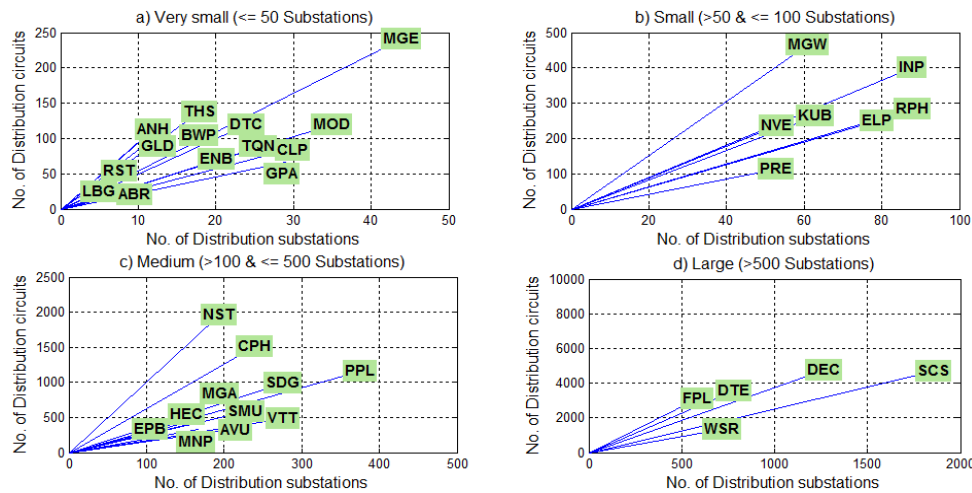 a) Very small (<= 50 Substations)
No. of Distribution circuits
250
200
150
100
50
0
MGE
THS
ANH
BWP
DTC
MOD
GLD
TQN
CLP
ENB
RST
GPA
LBG
ABR
0 10 20 30 40 50
No. of Distribution substations
b) Small (>50 & <= 100 Substations)
No. of Distribution circuits
500
400
300
200
100
0
MGW
INP
RPH
KUB
ELP
NVE
PRE
0 20 40 60 80 100
No. of Distribution substations
c) Medium (>100 & <= 500 Substations)
No. of Distribution circuits
2500
2000
1500
1000
500
0
NST
CPH
PPL
SDG
MGA
HEC
SMU
VTT
EPB
AVU
MNP
0 100 200 300 400 500
No. of Distribution substations
d) Large (>500 Substations)
No. of Distribution circuits
10000
8000
6000
4000
2000
0
DEC
SCS
DTE
FPL
WSR
0 500 1000 1500 2000
No. of Distribution substations